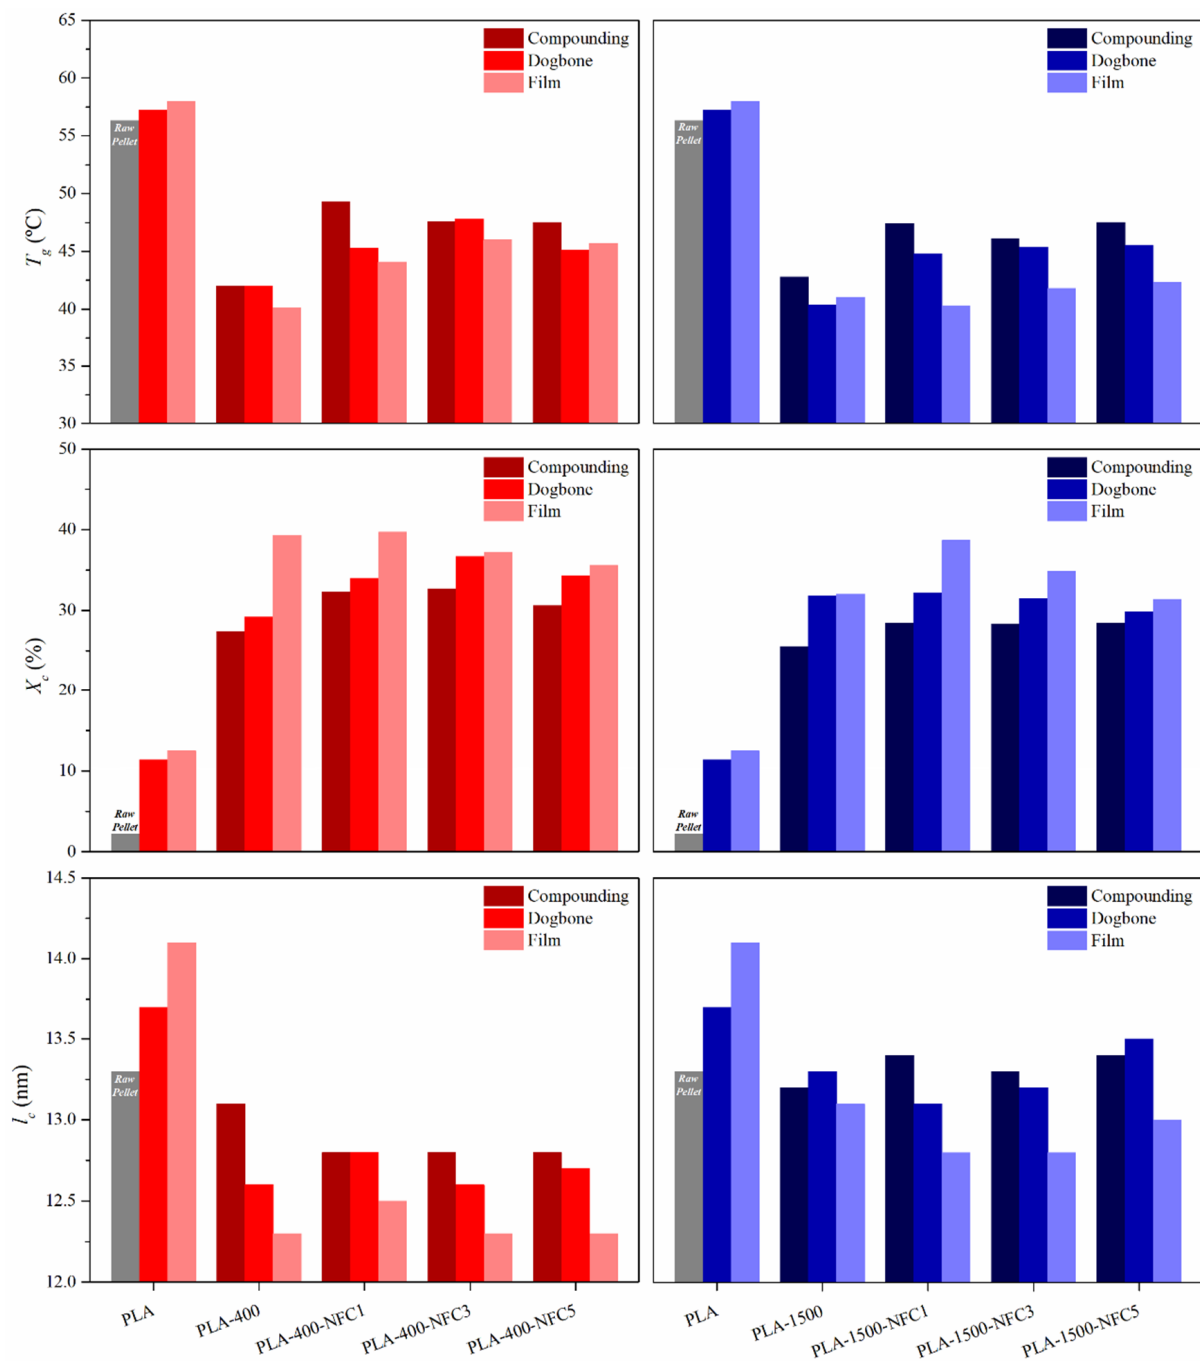 65
60
55
50
45
40
35
30
T_g (ºC)
Compounding
Dogbone
Film
Raw
Pellet
Compounding
Dogbone
Film
Raw
Pellet
50
40
30
20
10
0
X_c (%)
Compounding
Dogbone
Film
Raw
Pellet
Compounding
Dogbone
Film
Raw
Pellet
14.5
14.0
13.5
13.0
12.5
12.0
l_c (nm)
Compounding
Dogbone
Film
Raw
Pellet
Compounding
Dogbone
Film
Raw
Pellet
PLA
PLA-400
PLA-400-NFC1
PLA-400-NFC3
PLA-400-NFC5
PLA
PLA-1500
PLA-1500-NFC1
PLA-1500-NFC3
PLA-1500-NFC5